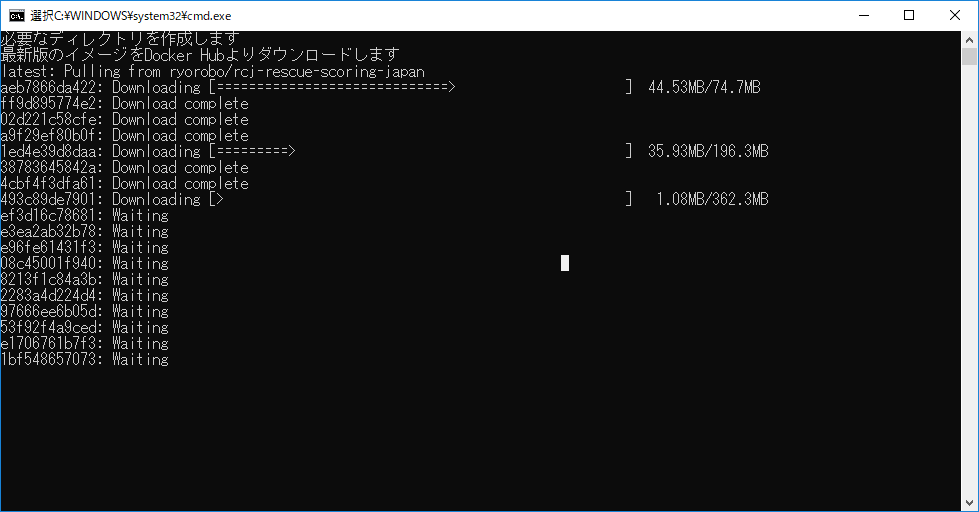 選択C:¥WINDOWS¥system32¥cmd.exe
必要なディレクトリを作成します
最新版のイメージをDocker Hubよりダウンロードします
latest: Pulling from ryorobo/rcj-rescue-scoring-japan
aeb7866da422: Downloading [=============================>                     ]  44.53MB/74.7MB
ff9d895774e2: Download complete
02d221c58cfe: Download complete
a9f29ef80b0f: Download complete
1ed4e39d8daa: Downloading [=========>                                         ]  35.93MB/196.3MB
38783645842a: Download complete
4cbf4f3dfa61: Download complete
493c89de7901: Downloading [>                                                  ]   1.08MB/362.3MB
ef3d16c78681: Waiting
e3ea2ab32b78: Waiting
e96fe61431f3: Waiting
08c45001f940: Waiting
8213f1c84a3b: Waiting
2283a4d224d4: Waiting
97666ee6b05d: Waiting
53f92f4a9ced: Waiting
e1706761b7f3: Waiting
1bf548657073: Waiting